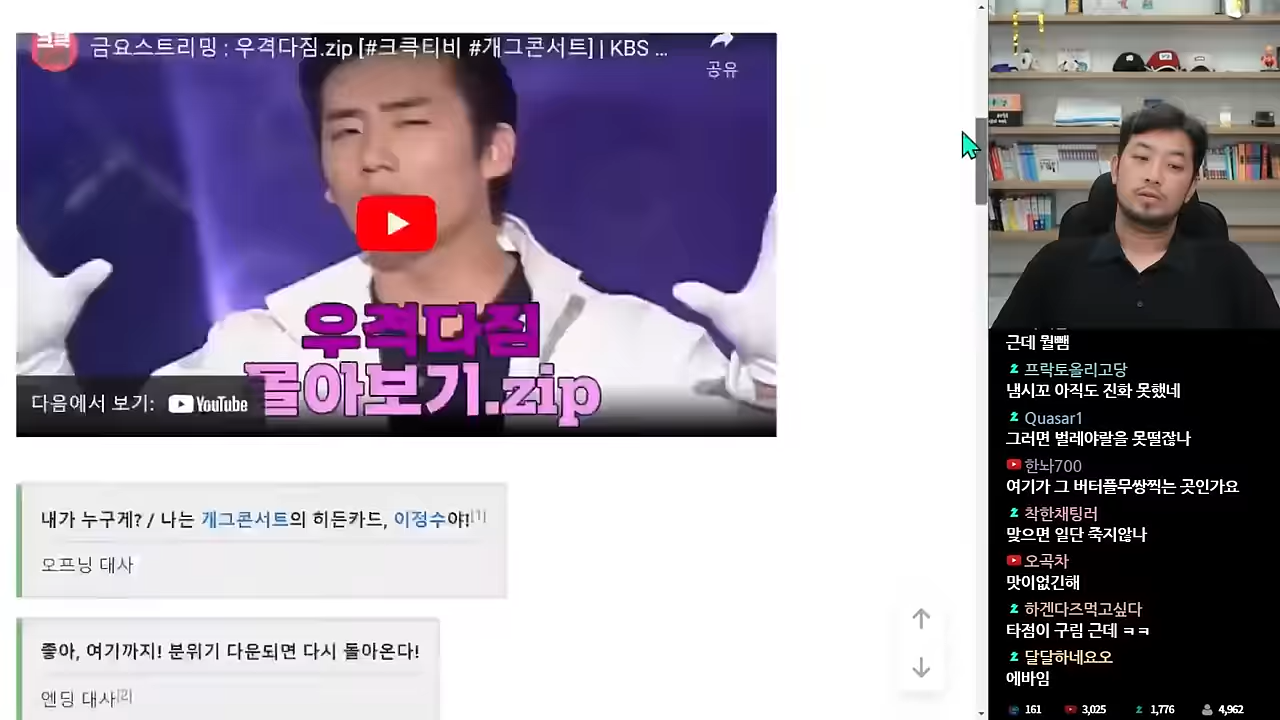 크큭
금요스트리밍 : 우격다짐.zip [#크큭티비 #개그콘서트] | KBS ...
공유
우격다짐
몰아보기.zip
다음에서 보기: YouTube
내가 누구게? / 나는 개그콘서트의 히든카드, 이정수야![1]
오프닝 대사
좋아, 여기까지! 분위기 다운되면 다시 돌아온다!
엔딩 대사[2]
근데 뭘뺌
프락토올리고당
냄시꼬 아직도 진화 못했네
Quasar1
그러면 벌레야랄을 못떨잖나
한놔700
여기가 그 버터플무쌍찍는 곳인가요
착한채팅러
맞으면 일단 죽지않나
오곡차
맛이없긴해
하겐다즈먹고싶다
타점이 구림 근데 ㅋㅋ
달달하네요오
에바임
161 3,025 1,776 4,962